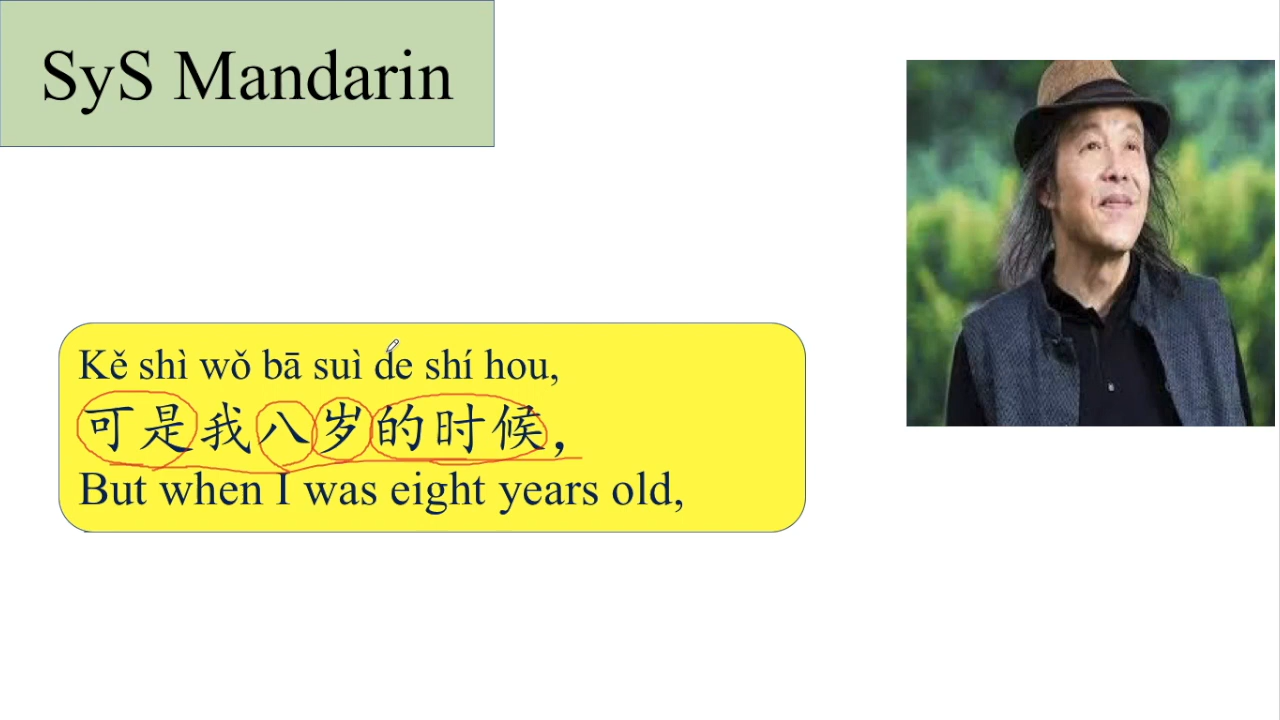 SyS Mandarin
Kě shì wǒ bā suì de shí hou,
可是我八岁的时候，
But when I was eight years old,